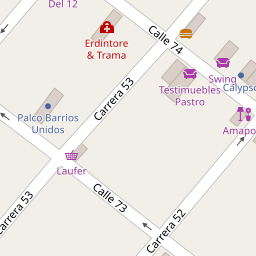 Del 12
Erdintore
& Trama
Calle 74
Swing
Calypso
Testimuebles
Pastro
Carrera 53
Palco Barrios
Unidos
Amapo
Laufer
Calle 73
Carrera 53
Carrera 52